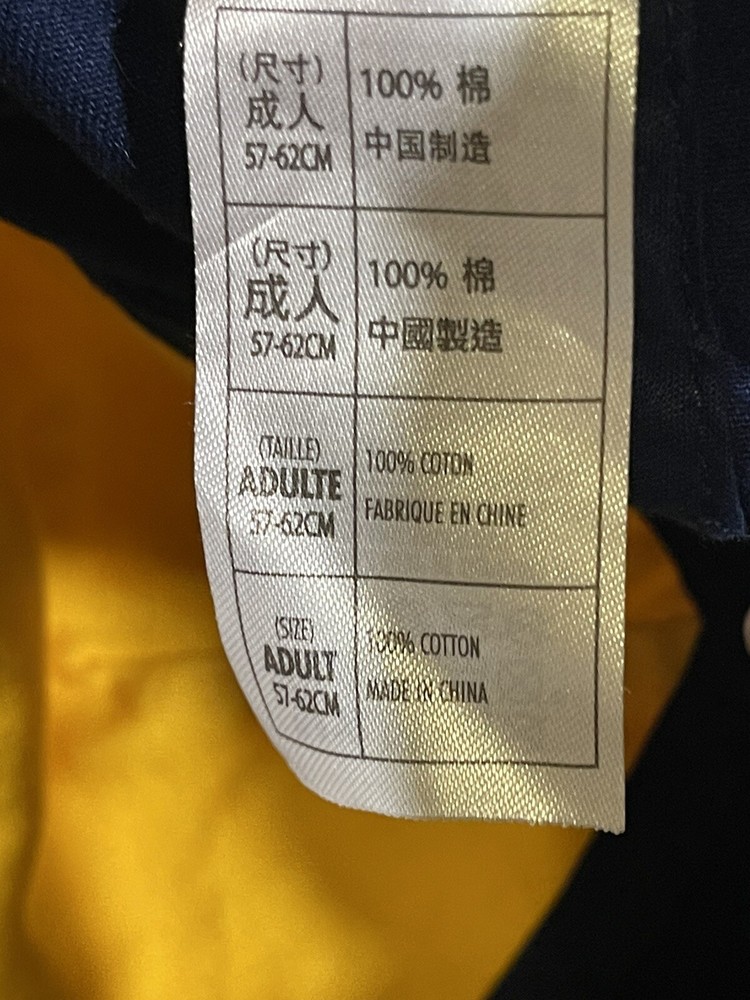 (尺寸)
成人
57-62CM
100% 棉
中国制造
(尺寸)
成人
57-62CM
100% 棉
中國製造
(TAILLE)
ADULTE
57-62CM
100% COTON
FABRIQUE EN CHINE
(SIZE)
ADULT
57-62CM
100% COTTON
MADE IN CHINA